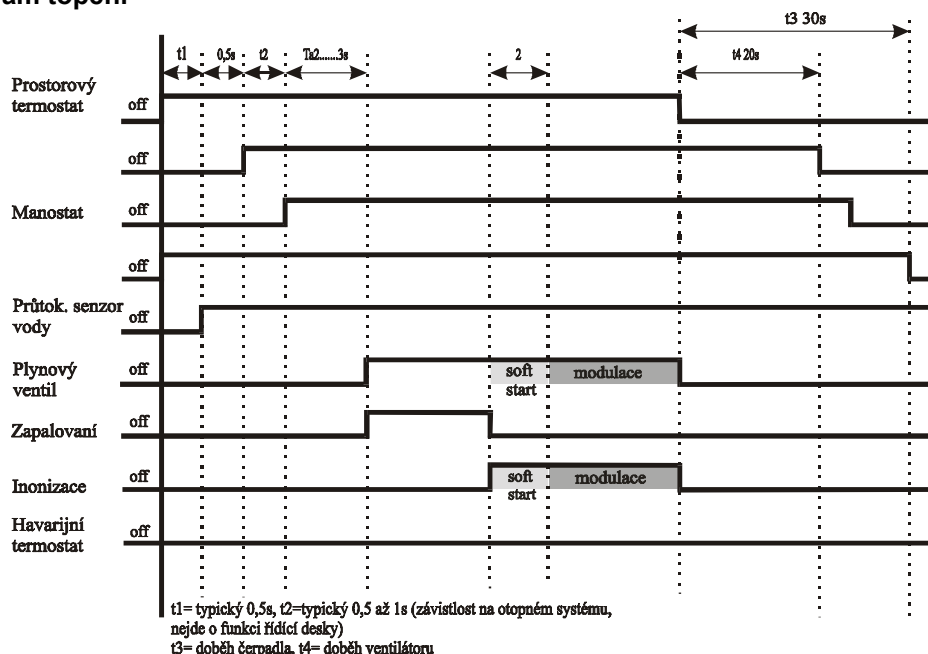 am topení
t3 30s
t1 0,5s t2 Ts2......3s 2 t4 20s
Prostorový
termostat off
off
Manostat off
off
Průtok. senzor
vody off
Plynový
ventil off soft
start modulace
Zapalovaní off
Inonizace off soft
start modulace
Havarijní
termostat off
t1= typický 0,5s, t2=typický 0,5 až 1s (závistlost na otopném systému,
nejde o funkci řídící desky)
t3= doběh čerpadla, t4= doběh ventilátoru